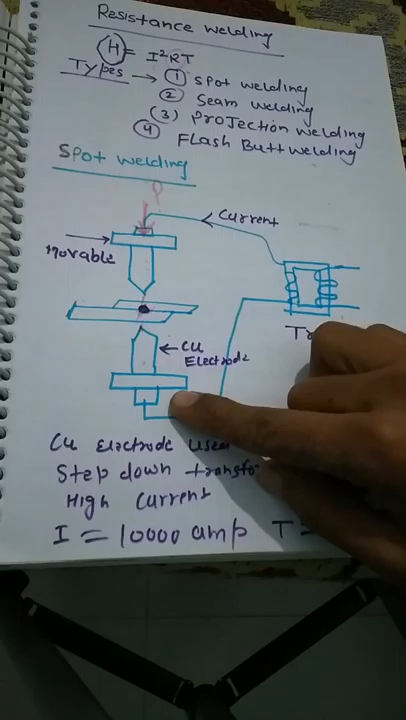 Resistance welding
H = I²RT
Types → ① spot welding
② Seam welding
(3) Projection welding
④ Flash Butt welding
Spot welding
P
Current
Movable
Cu
Electrode
Cu Electrode
Step down
High Current
I = 10000 amp T =